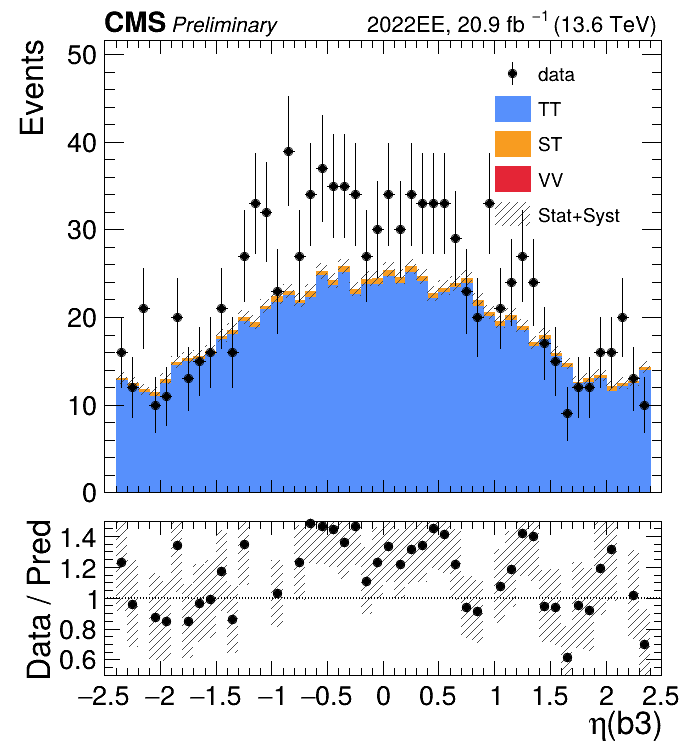 CMS Preliminary 2022EE, 20.9 fb⁻¹ (13.6 TeV)
Events
50
40
30
20
10
0
data
TT
ST
VV
Stat+Syst
Data / Pred
1.4
1.2
1
0.8
0.6
−2.5 −2 −1.5 −1 −0.5 0 0.5 1 1.5 2 2.5
η(b3)